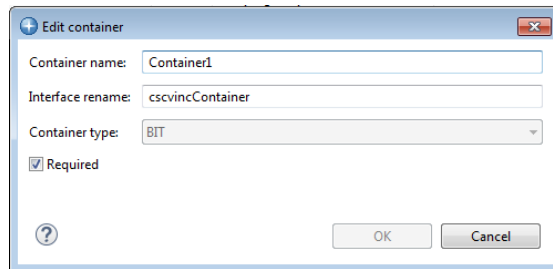 Edit container
Container name: Container1
Interface rename: cscvincContainer
Container type: BIT
Required
? OK Cancel